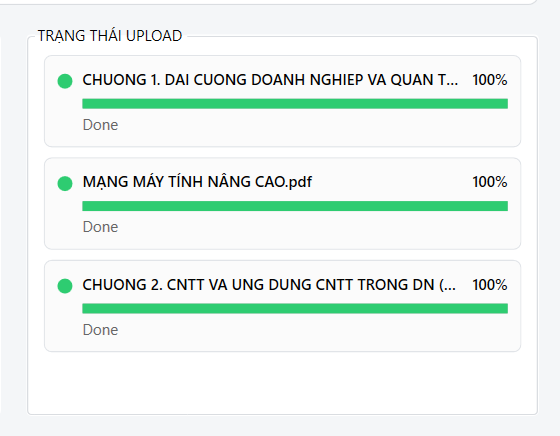 TRẠNG THÁI UPLOAD
CHUONG 1. DAI CUONG DOANH NGHIEP VA QUAN T... 100%
Done
MẠNG MÁY TÍNH NÂNG CAO.pdf 100%
Done
CHUONG 2. CNTT VA UNG DUNG CNTT TRONG DN (... 100%
Done